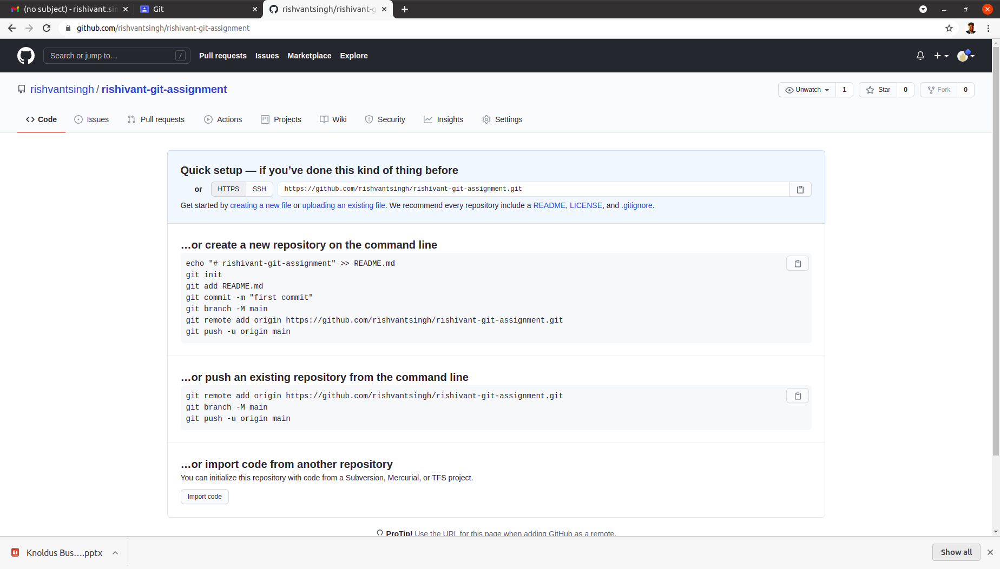 (no subject) - rishivant.sin
Git
rishvantsingh/rishivant-g
github.com/rishvantsingh/rishivant-git-assignment
Search or jump to… /
Pull requests Issues Marketplace Explore
rishvantsingh / rishivant-git-assignment
Unwatch 1 Star 0 Fork 0
Code Issues Pull requests Actions Projects Wiki Security Insights Settings
Quick setup — if you’ve done this kind of thing before
or HTTPS SSH https://github.com/rishvantsingh/rishivant-git-assignment.git
Get started by creating a new file or uploading an existing file. We recommend every repository include a README, LICENSE, and .gitignore.
…or create a new repository on the command line
echo "# rishivant-git-assignment" >> README.md
git init
git add README.md
git commit -m "first commit"
git branch -M main
git remote add origin https://github.com/rishvantsingh/rishivant-git-assignment.git
git push -u origin main
…or push an existing repository from the command line
git remote add origin https://github.com/rishvantsingh/rishivant-git-assignment.git
git branch -M main
git push -u origin main
…or import code from another repository
You can initialize this repository with code from a Subversion, Mercurial, or TFS project.
Import code
ProTip! Use the URL for this page when adding GitHub as a remote.
Knoldus Bus….pptx
Show all